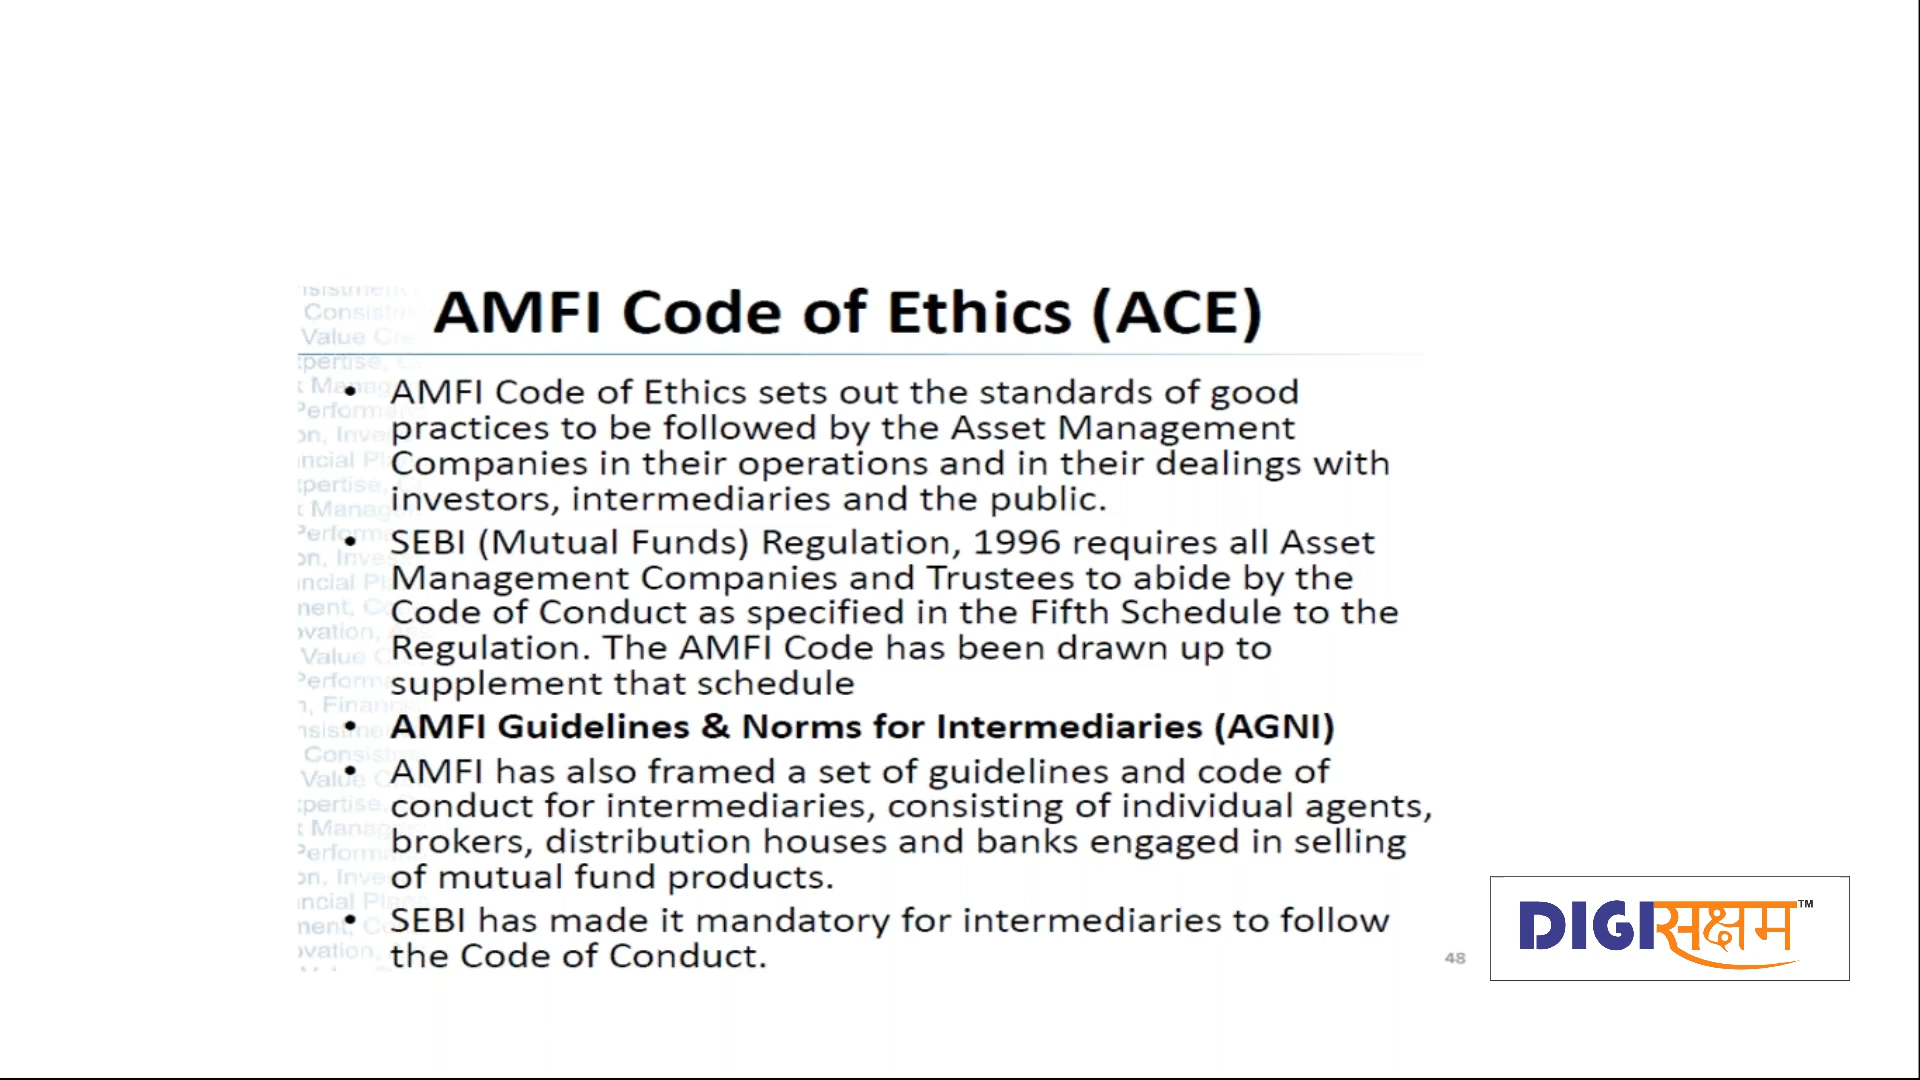 AMFI Code of Ethics (ACE)
• AMFI Code of Ethics sets out the standards of good
practices to be followed by the Asset Management
Companies in their operations and in their dealings with
investors, intermediaries and the public.
• SEBI (Mutual Funds) Regulation, 1996 requires all Asset
Management Companies and Trustees to abide by the
Code of Conduct as specified in the Fifth Schedule to the
Regulation. The AMFI Code has been drawn up to
supplement that schedule
• AMFI Guidelines & Norms for Intermediaries (AGNI)
• AMFI has also framed a set of guidelines and code of
conduct for intermediaries, consisting of individual agents,
brokers, distribution houses and banks engaged in selling
of mutual fund products.
• SEBI has made it mandatory for intermediaries to follow
the Code of Conduct.
48
DIGIसक्षम™